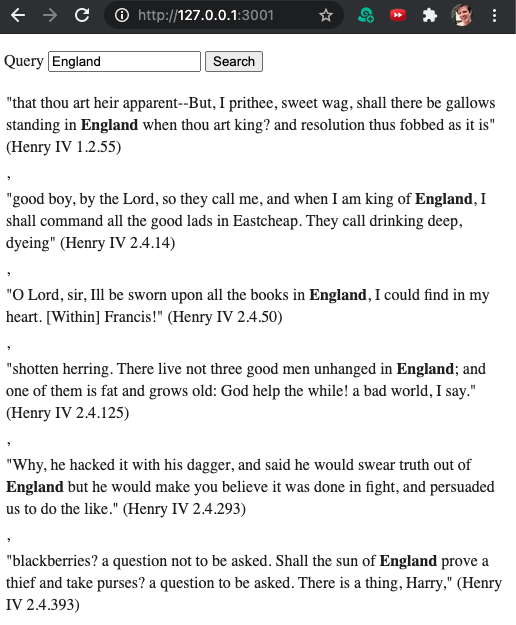 http://127.0.0.1:3001
Query England Search
"that thou art heir apparent--But, I prithee, sweet wag, shall there be gallows
standing in England when thou art king? and resolution thus fobbed as it is"
(Henry IV 1.2.55)
,
"good boy, by the Lord, so they call me, and when I am king of England, I
shall command all the good lads in Eastcheap. They call drinking deep,
dyeing" (Henry IV 2.4.14)
,
"O Lord, sir, Ill be sworn upon all the books in England, I could find in my
heart. [Within] Francis!" (Henry IV 2.4.50)
,
"shotten herring. There live not three good men unhanged in England; and
one of them is fat and grows old: God help the while! a bad world, I say."
(Henry IV 2.4.125)
,
"Why, he hacked it with his dagger, and said he would swear truth out of
England but he would make you believe it was done in fight, and persuaded
us to do the like." (Henry IV 2.4.293)
,
"blackberries? a question not to be asked. Shall the sun of England prove a
thief and take purses? a question to be asked. There is a thing, Harry," (Henry
IV 2.4.393)